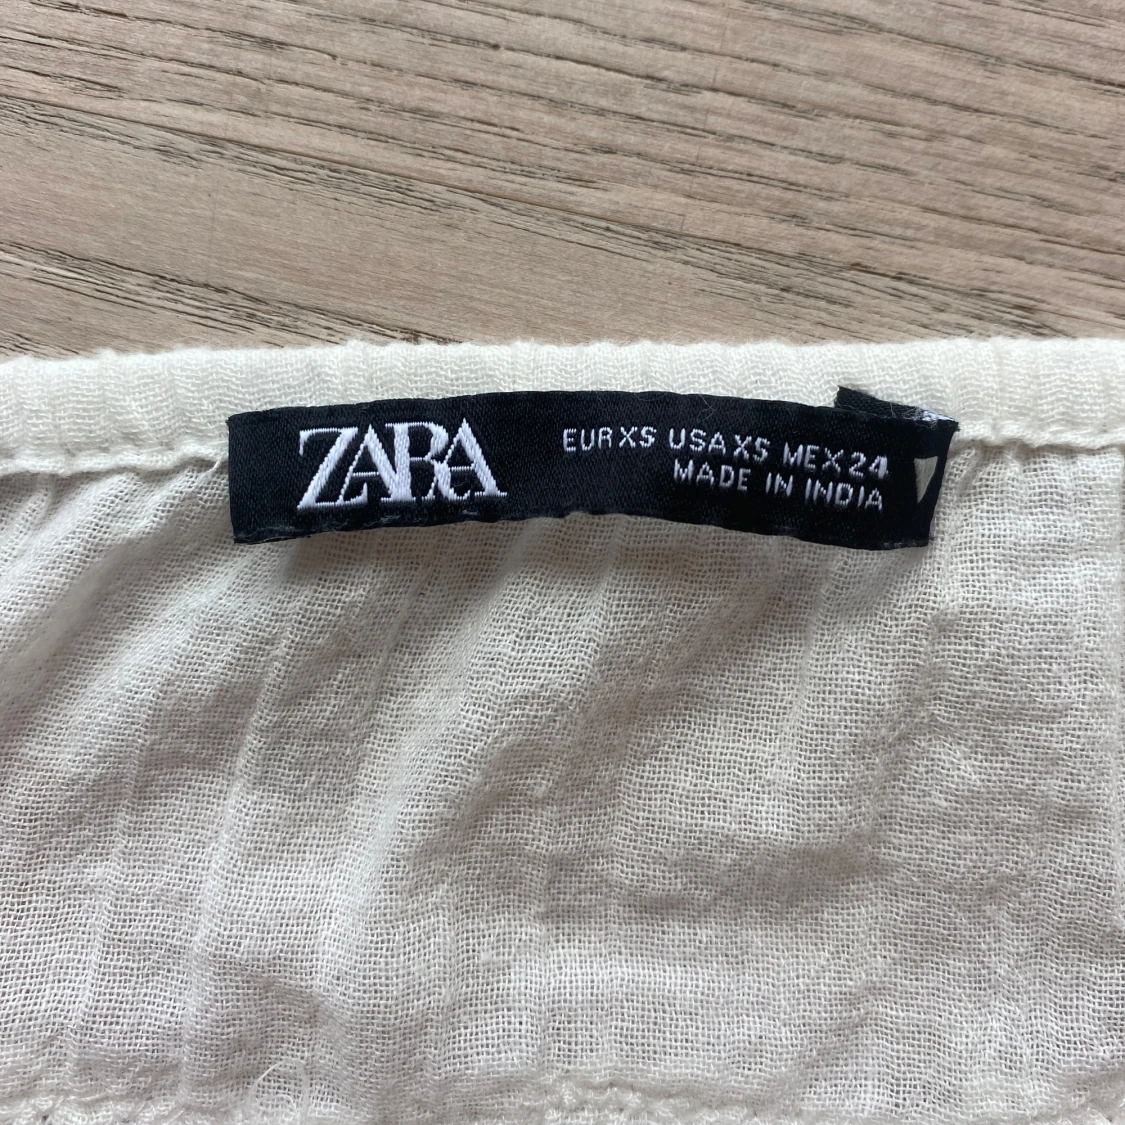 ZARA
EUR XS USA XS MEX 24
MADE IN INDIA